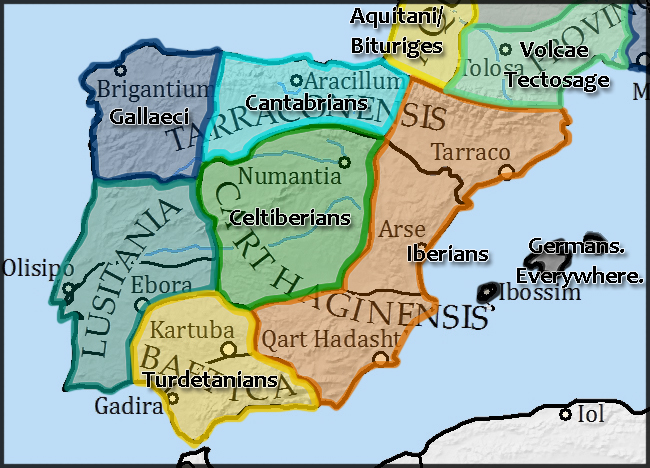 Aquitani/
Bituriges
Volcae
Tectosage
Tolosa
Brigantium
Gallaeci
Aracillum
Cantabrians
TARRACONENSIS
Tarraco
Numantia
Celtiberians
CARTHAGINENSIS
Arse
Iberians
Germans.
Everywhere.
Ibossim
LUSITANIA
Olisipo
Ebora
Kartuba
Qart Hadasht
BAETICA
Turdetanians
Gadira
Iol